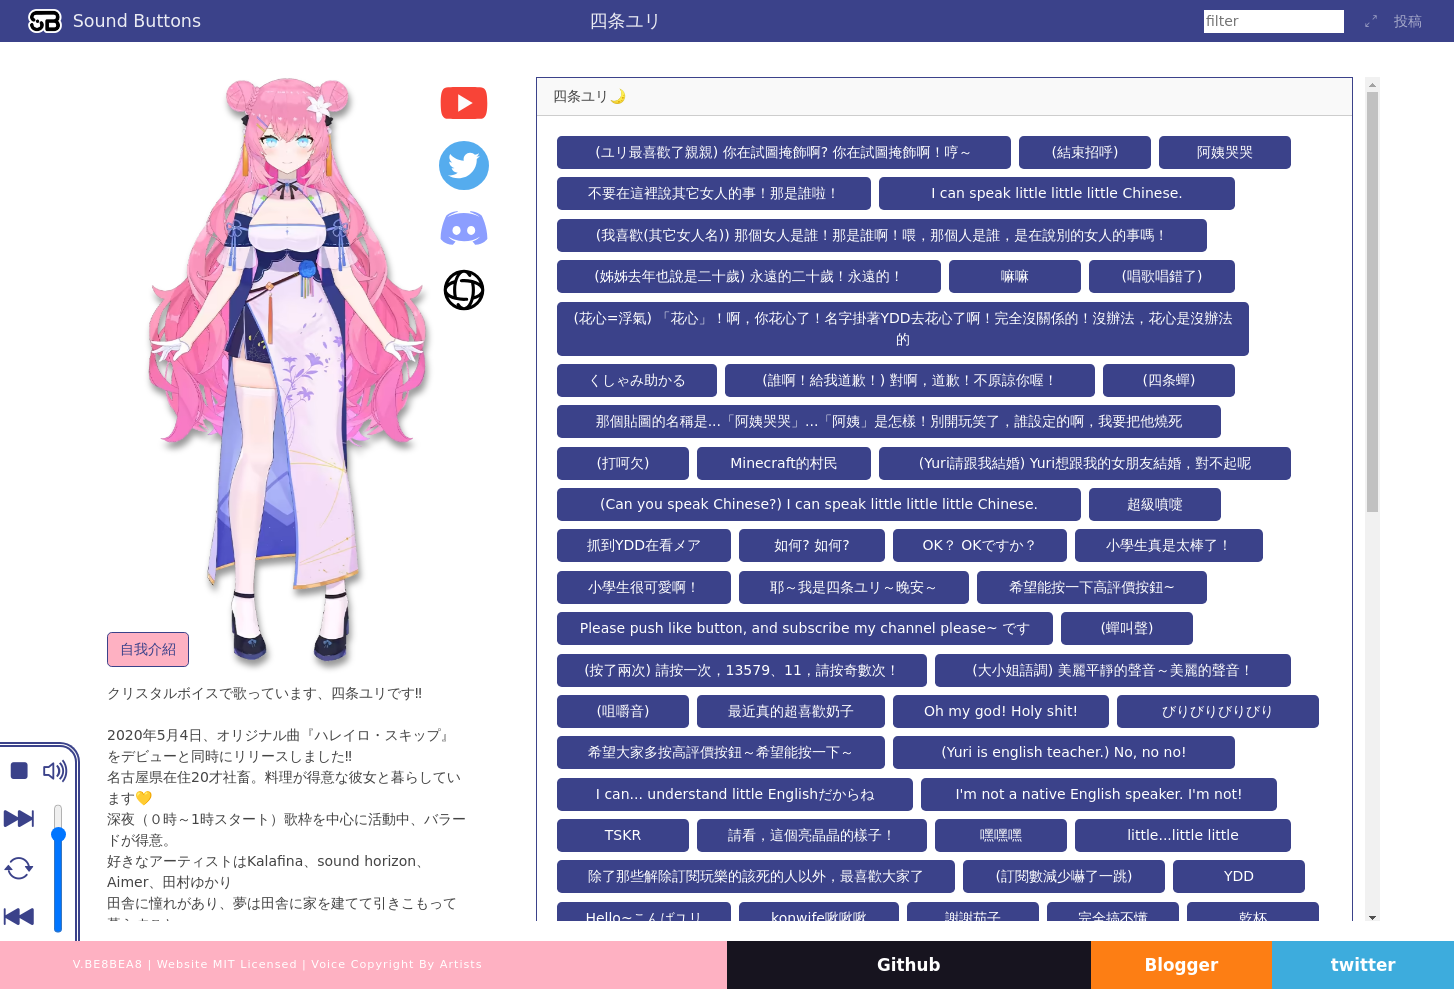 Sound Buttons
四条ユリ
filter
投稿
四条ユリ🌙
(ユリ最喜歡了親親) 你在試圖掩飾啊? 你在試圖掩飾啊！哼～
(結束招呼)
阿姨哭哭
不要在這裡說其它女人的事！那是誰啦！
I can speak little little little Chinese.
(我喜歡(其它女人名)) 那個女人是誰！那是誰啊！喂，那個人是誰，是在說別的女人的事嗎！
(姊姊去年也說是二十歲) 永遠的二十歲！永遠的！
嘛嘛
(唱歌唱錯了)
(花心=浮氣) 「花心」！啊，你花心了！名字掛著YDD去花心了啊！完全沒關係的！沒辦法，花心是沒辦法
的
くしゃみ助かる
(誰啊！給我道歉！) 對啊，道歉！不原諒你喔！
(四条蟬)
那個貼圖的名稱是...「阿姨哭哭」...「阿姨」是怎樣！別開玩笑了，誰設定的啊，我要把他燒死
(打呵欠)
Minecraft的村民
(Yuri請跟我結婚) Yuri想跟我的女朋友結婚，對不起呢
(Can you speak Chinese?) I can speak little little little Chinese.
超級噴嚏
抓到YDD在看メア
如何? 如何?
OK？ OKですか？
小學生真是太棒了！
小學生很可愛啊！
耶～我是四条ユリ～晚安～
希望能按一下高評價按鈕~
Please push like button, and subscribe my channel please~ です
(蟬叫聲)
(按了兩次) 請按一次，13579、11，請按奇數次！
(大小姐語調) 美麗平靜的聲音～美麗的聲音！
(咀嚼音)
最近真的超喜歡奶子
Oh my god! Holy shit!
びりびりびりびり
希望大家多按高評價按鈕～希望能按一下～
(Yuri is english teacher.) No, no no!
I can... understand little Englishだからね
I'm not a native English speaker. I'm not!
TSKR
請看，這個亮晶晶的樣子！
嘿嘿嘿
little...little little
除了那些解除訂閱玩樂的該死的人以外，最喜歡大家了
(訂閱數減少嚇了一跳)
YDD
Hello~こんばユリ
konwife啾啾啾
謝謝茄子
完全搞不懂
乾杯
自我介紹
クリスタルボイスで歌っています、四条ユリです‼
2020年5月4日、オリジナル曲『ハレイロ・スキップ』
をデビューと同時にリリースしました‼
名古屋県在住20才社畜。料理が得意な彼女と暮らしてい
ます💛
深夜（０時～1時スタート）歌枠を中心に活動中、バラー
ドが得意。
好きなアーティストはKalafina、sound horizon、
Aimer、田村ゆかり
田舎に憧れがあり、夢は田舎に家を建てて引きこもって
V.BE8BEA8 | Website MIT Licensed | Voice Copyright By Artists
Github
Blogger
twitter